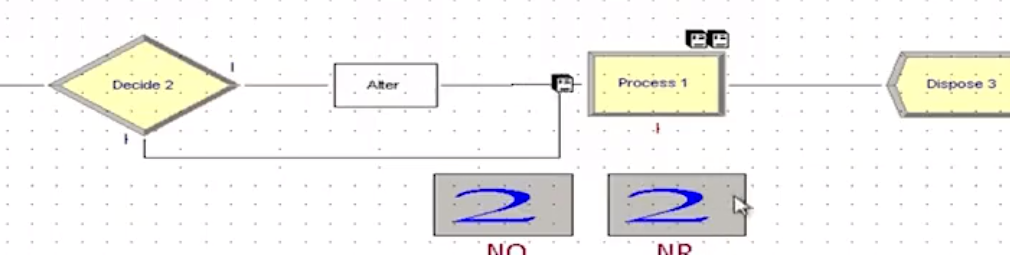 Decide 2
Alter
Process 1
Dispose 3
2
2
NQ
NR